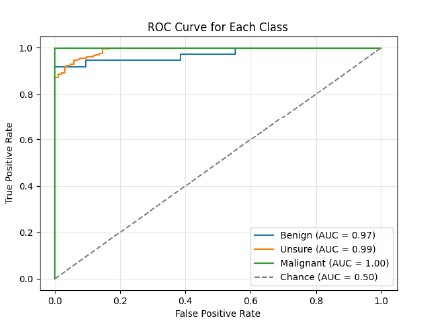 ROC Curve for Each Class
True Positive Rate
1.0
0.8
0.6
0.4
0.2
0.0
Benign (AUC = 0.97)
Unsure (AUC = 0.99)
Malignant (AUC = 1.00)
Chance (AUC = 0.50)
0.0 0.2 0.4 0.6 0.8 1.0
False Positive Rate